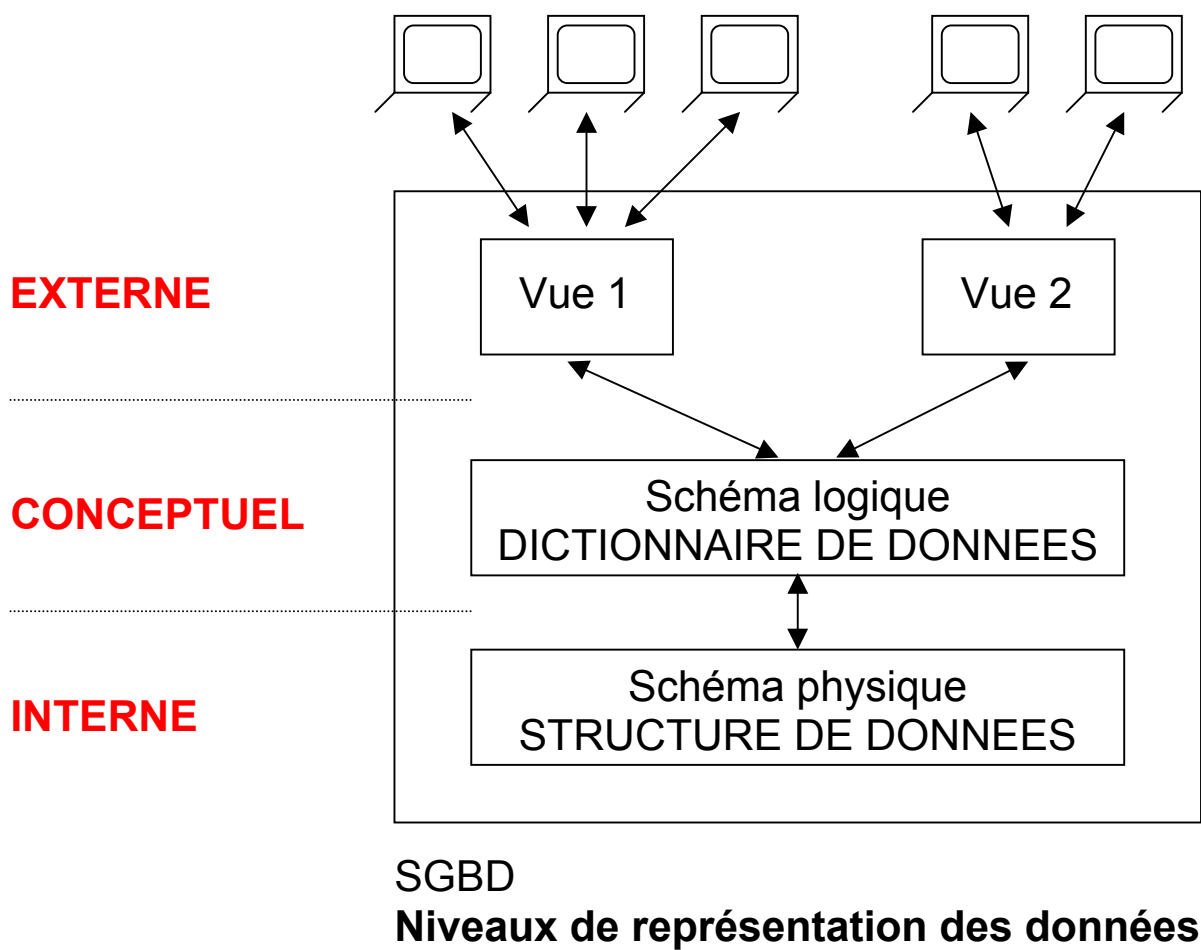 EXTERNE
Vue 1
Vue 2
CONCEPTUEL
Schéma logique
DICTIONNAIRE DE DONNEES
INTERNE
Schéma physique
STRUCTURE DE DONNEES
SGBD
Niveaux de représentation des données